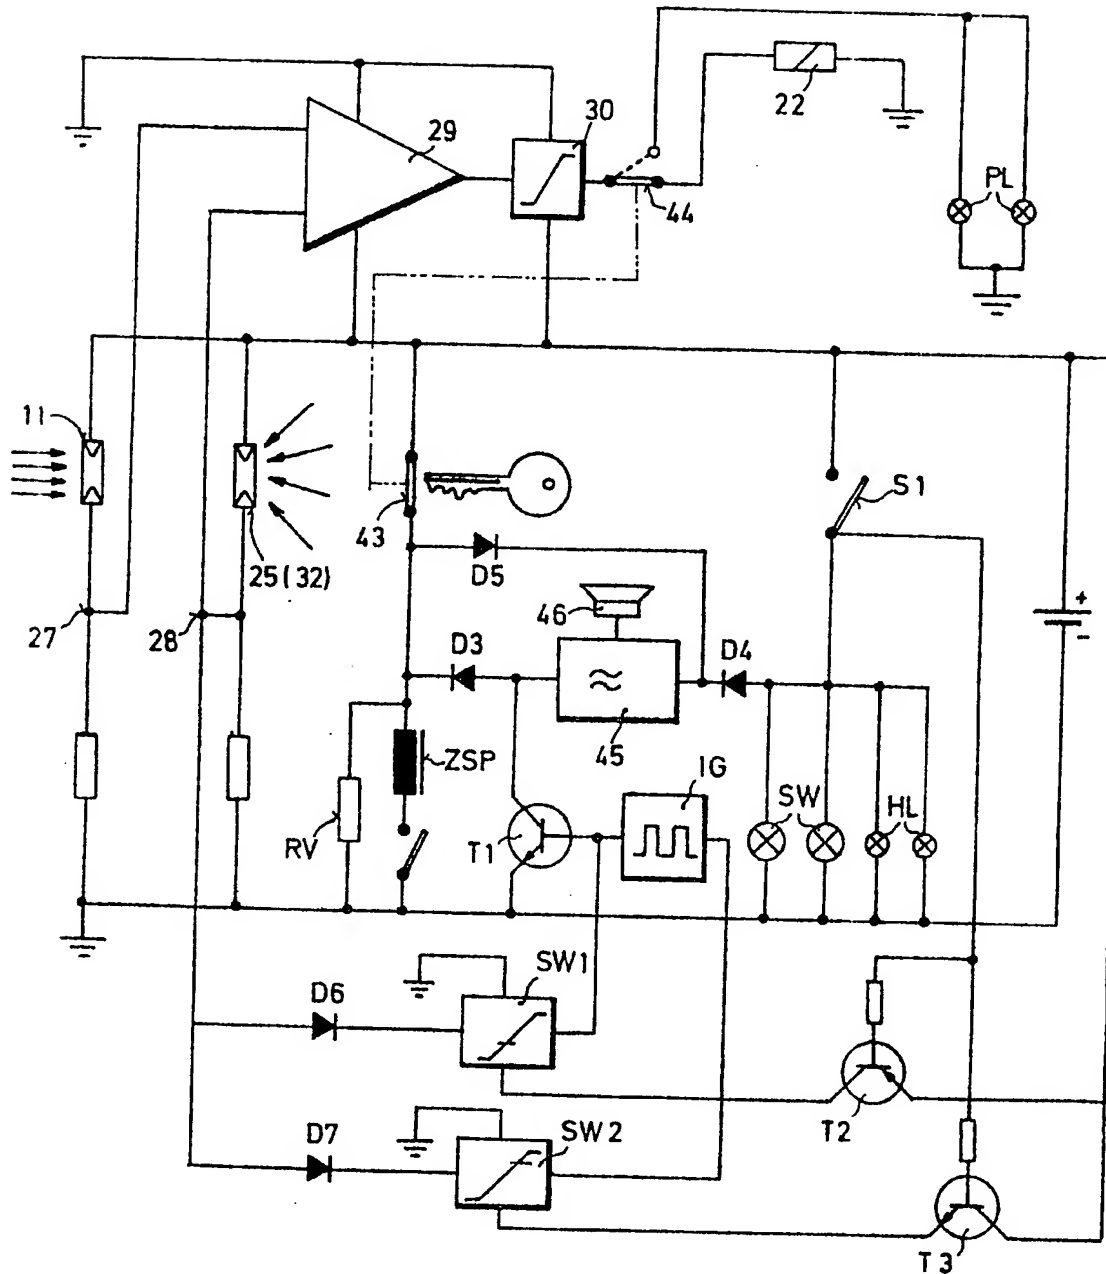 30
29
22
44
PL
11
S1
43
25(32)
D5
27
28
46
+
-
D3
D4
≈
45
ZSP
IG
SW
HL
RV
T1
SW1
D6
T2
D7
SW2
T3